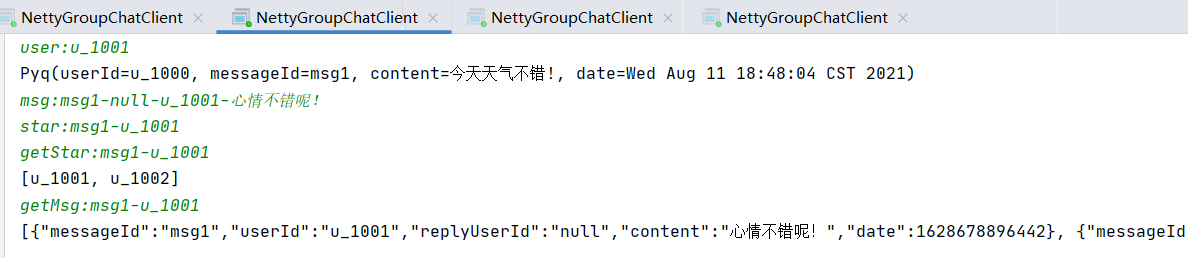 NettyGroupChatClient × NettyGroupChatClient × NettyGroupChatClient × NettyGroupChatClient ×
user:u_1001
Pyq(userId=u_1000, messageId=msg1, content=今天天气不错!, date=Wed Aug 11 18:48:04 CST 2021)
msg:msg1-null-u_1001-心情不错呢!
star:msg1-u_1001
getStar:msg1-u_1001
[u_1001, u_1002]
getMsg:msg1-u_1001
[{"messageId":"msg1","userId":"u_1001","replyUserId":"null","content":"心情不错呢!","date":1628678896442}, {"messageId